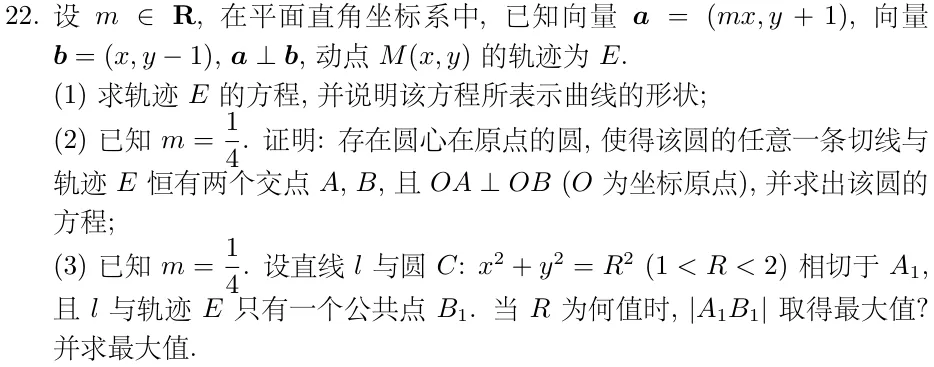 22. 设 m ∈ R, 在平面直角坐标系中, 已知向量 a = (mx, y + 1), 向量
b = (x, y − 1), a ⊥ b, 动点 M(x, y) 的轨迹为 E.
(1) 求轨迹 E 的方程, 并说明该方程所表示曲线的形状;
(2) 已知 m = 1/4. 证明: 存在圆心在原点的圆, 使得该圆的任意一条切线与
轨迹 E 恒有两个交点 A, B, 且 OA ⊥ OB (O 为坐标原点), 并求出该圆的
方程;
(3) 已知 m = 1/4. 设直线 l 与圆 C: x² + y² = R² (1 < R < 2) 相切于 A₁,
且 l 与轨迹 E 只有一个公共点 B₁. 当 R 为何值时, |A₁B₁| 取得最大值?
并求最大值.